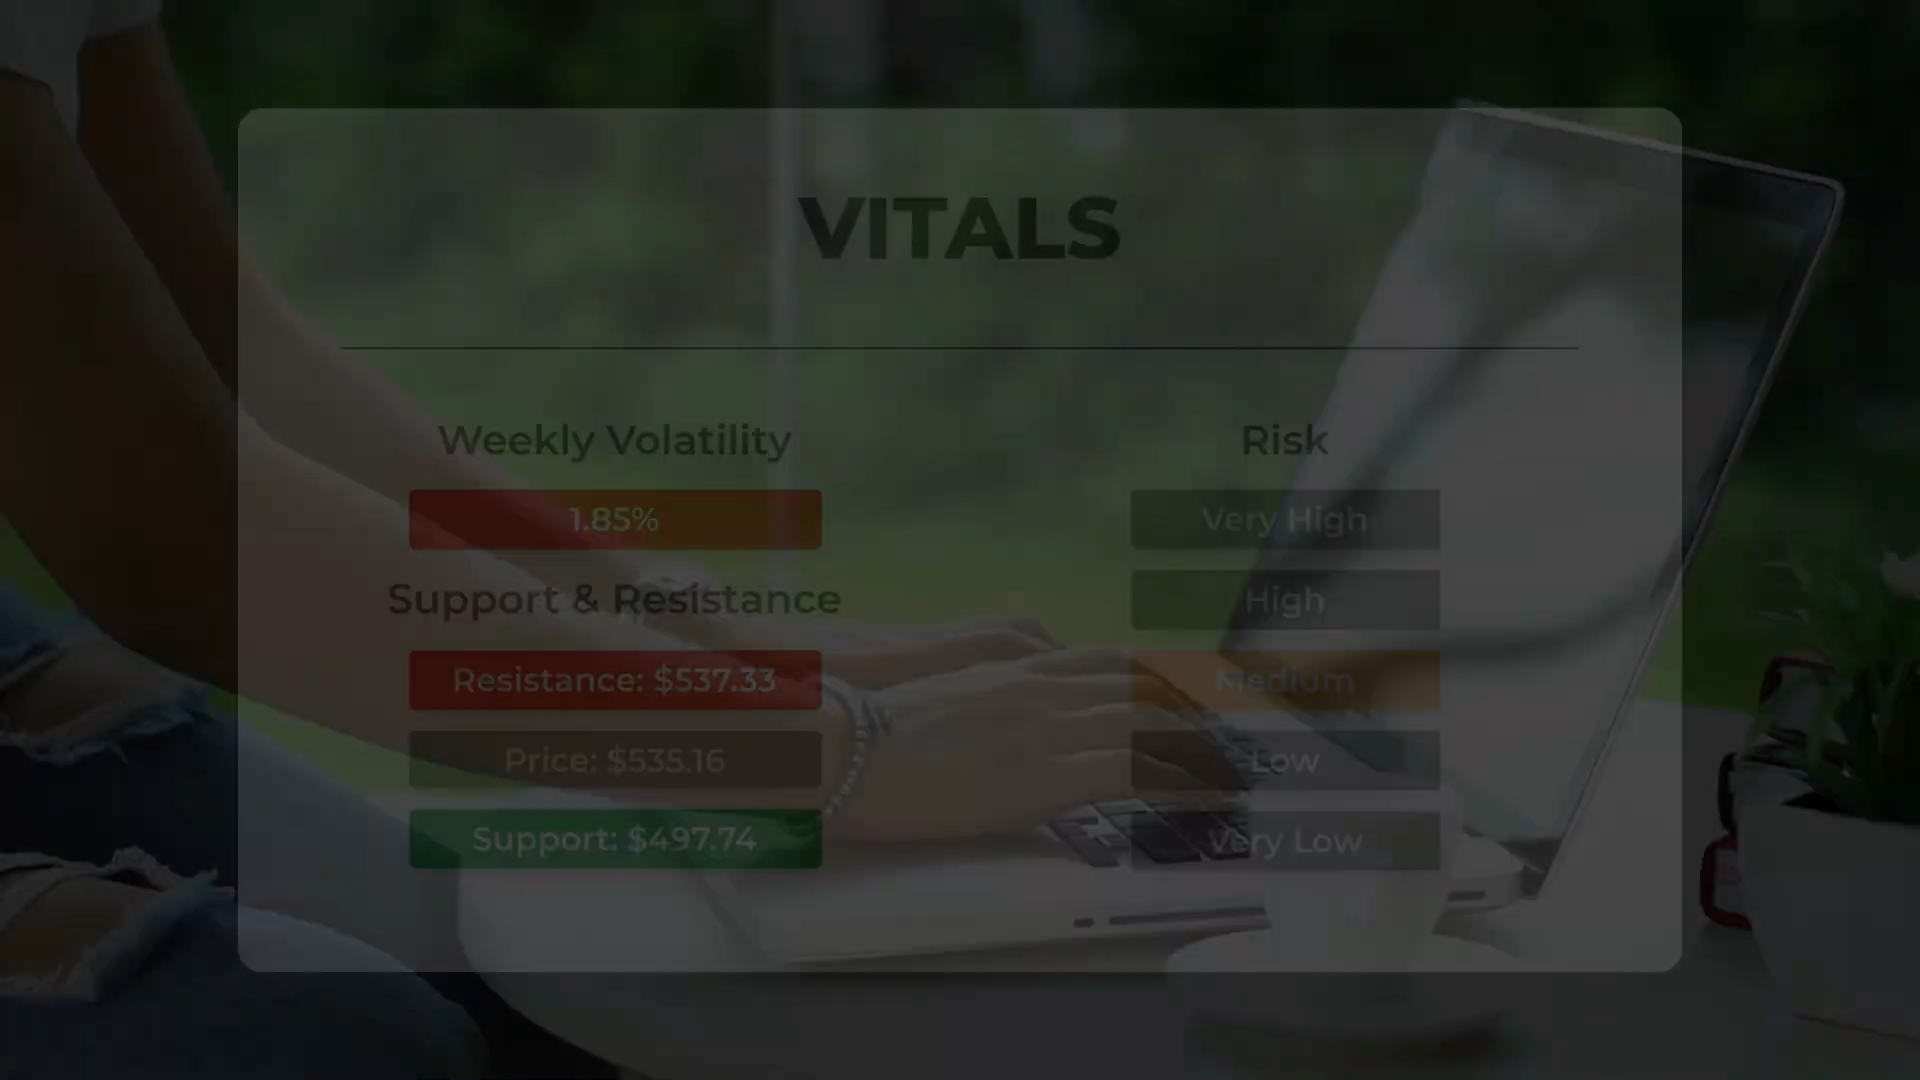 VITALS
Weekly Volatility
1.85%
Support & Resistance
Resistance: $537.33
Price: $535.16
Support: $497.74
Risk
Very High
High
Medium
Low
Very Low